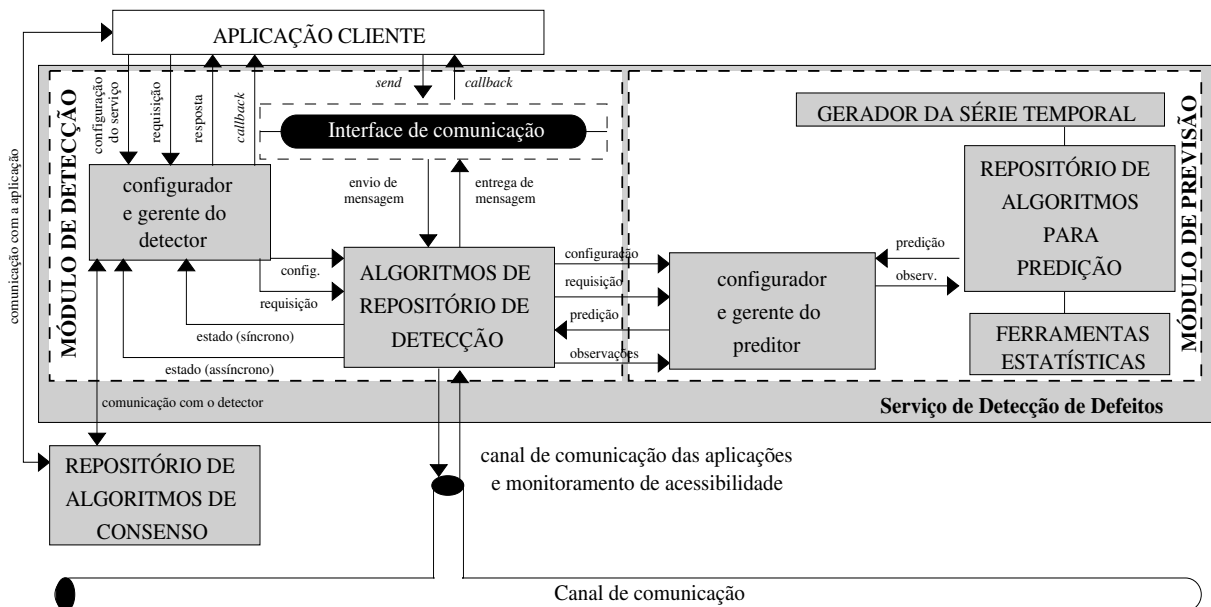 APLICAÇÃO CLIENTE
comunicação com a aplicação
MÓDULO DE DETECÇÃO
configuração
do serviço
requisição
resposta
callback
send
callback
Interface de comunicação
configurador
e gerente do
detector
envio de
mensagem
entrega de
mensagem
config.
requisição
estado (síncrono)
estado (assíncrono)
ALGORITMOS DE
REPOSITÓRIO DE
DETECÇÃO
configuração
requisição
predição
observações
configurador
e gerente do
preditor
predição
observ.
GERADOR DA SÉRIE TEMPORAL
REPOSITÓRIO DE
ALGORITMOS
PARA
PREDIÇÃO
FERRAMENTAS
ESTATÍSTICAS
MÓDULO DE PREVISÃO
Serviço de Detecção de Defeitos
comunicação com o detector
REPOSITÓRIO DE
ALGORITMOS DE
CONSENSO
canal de comunicação das aplicações
e monitoramento de acessibilidade
Canal de comunicação